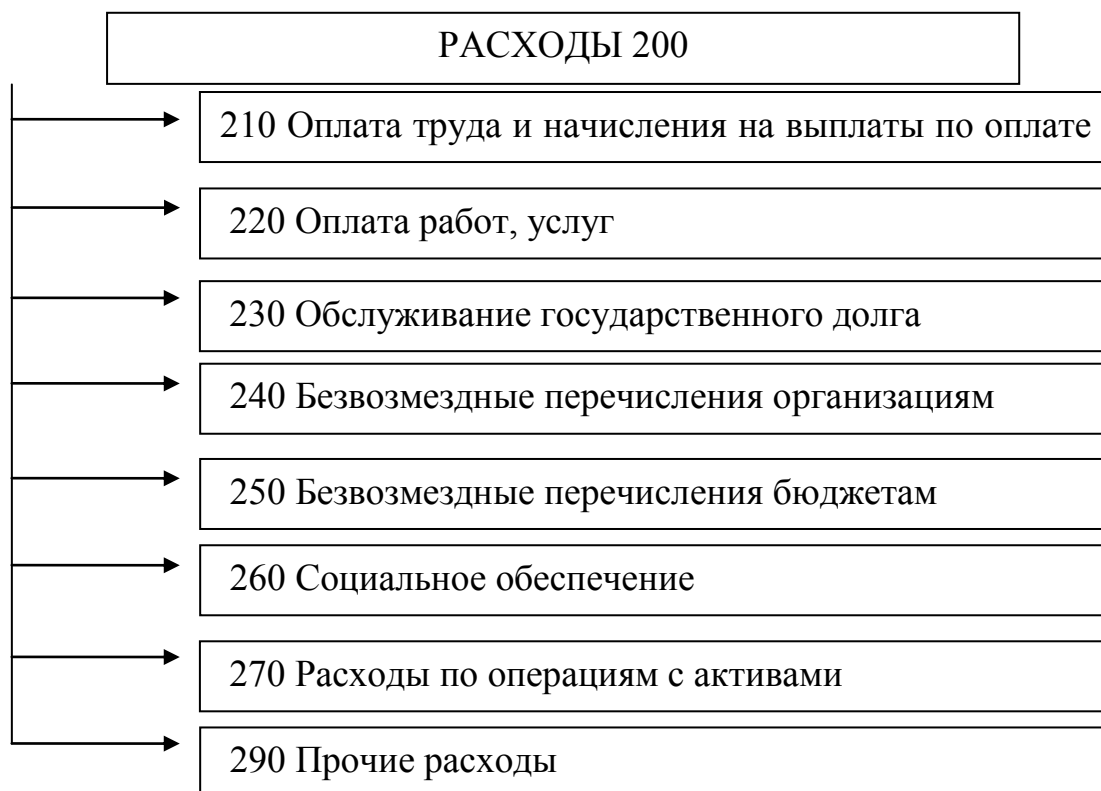 РАСХОДЫ 200
210 Оплата труда и начисления на выплаты по оплате
220 Оплата работ, услуг
230 Обслуживание государственного долга
240 Безвозмездные перечисления организациям
250 Безвозмездные перечисления бюджетам
260 Социальное обеспечение
270 Расходы по операциям с активами
290 Прочие расходы